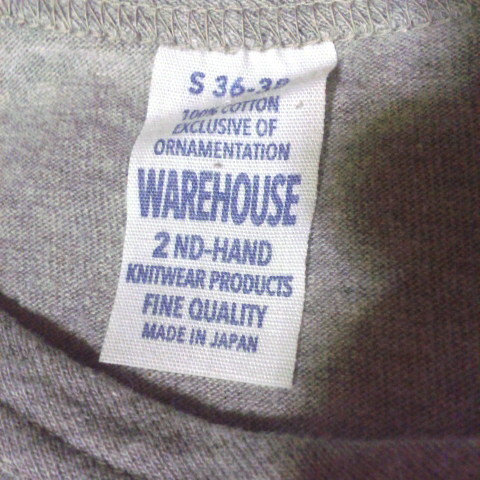 S 36-38
100% COTTON
EXCLUSIVE OF
ORNAMENTATION
WAREHOUSE
2 ND-HAND
KNITWEAR PRODUCTS
FINE QUALITY
MADE IN JAPAN